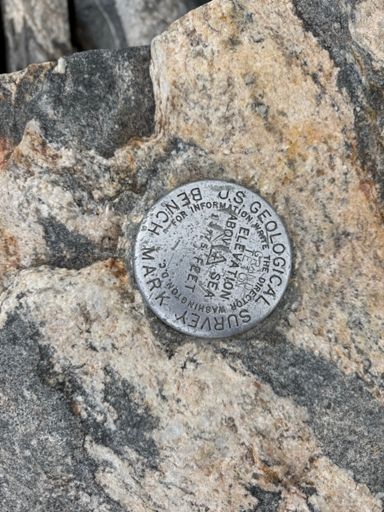 U.S. GEOLOGICAL SURVEY
BENCH MARK
FOR INFORMATION WRITE THE DIRECTOR WASHINGTON, D.C.
ELEVATION
ABOVE
SEA
FEET